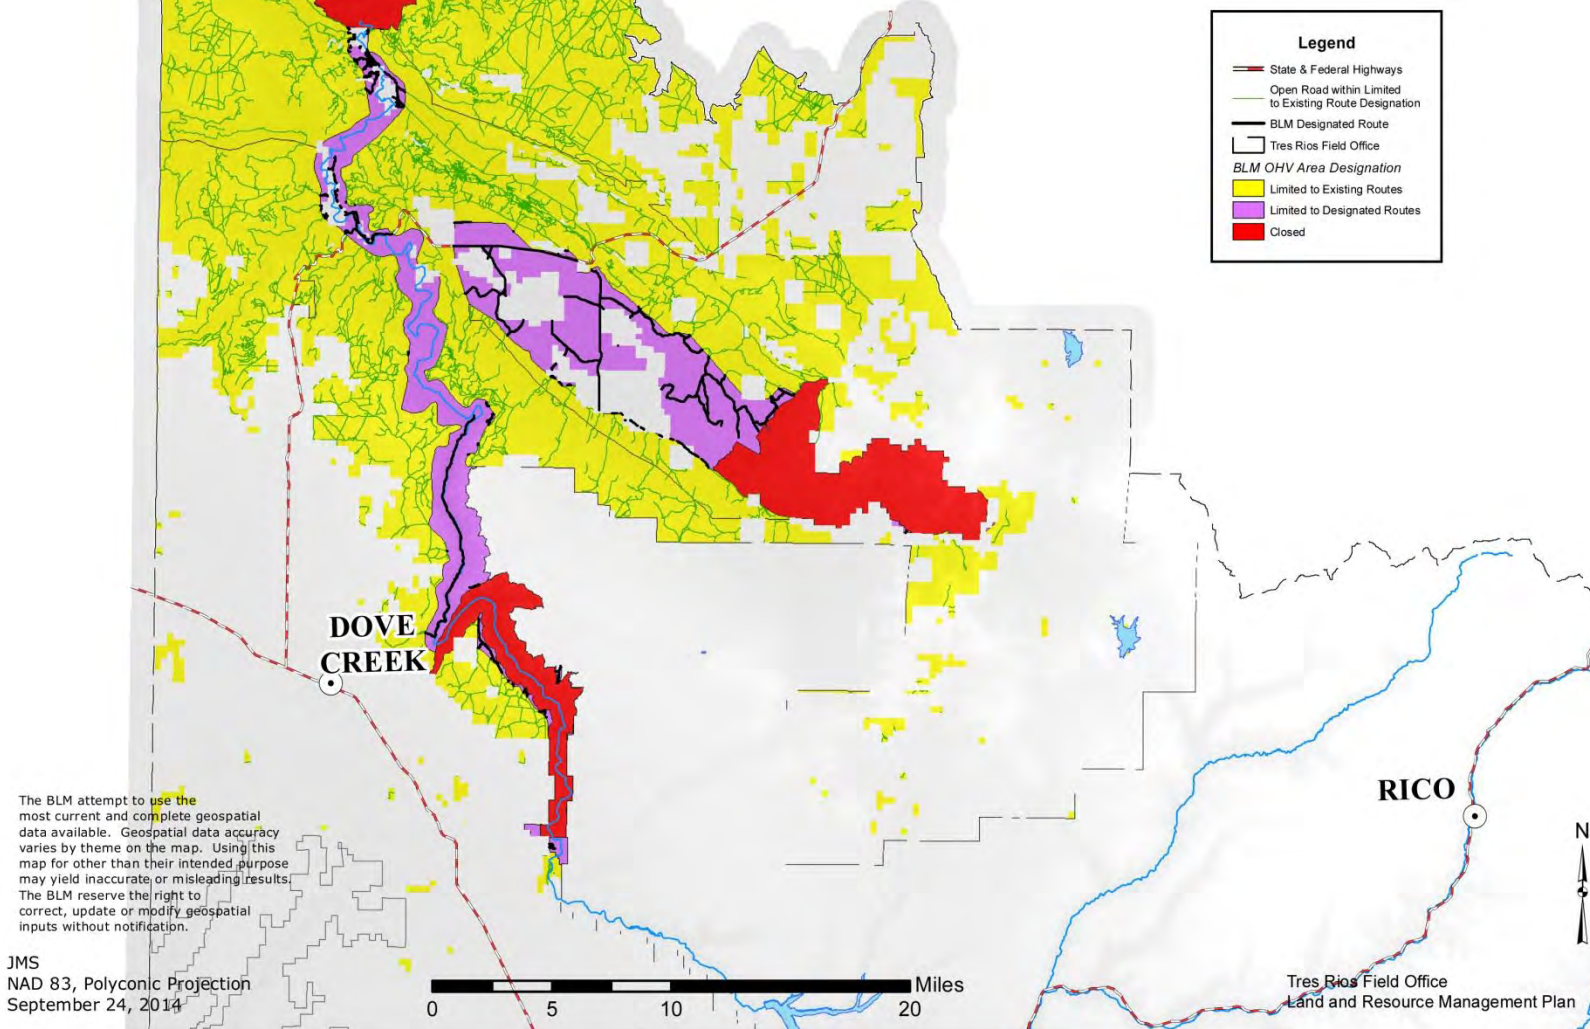 Legend
State & Federal Highways
Open Road within Limited
to Existing Route Designation
BLM Designated Route
Tres Rios Field Office
BLM OHV Area Designation
Limited to Existing Routes
Limited to Designated Routes
Closed
DOVE
CREEK
RICO
N
The BLM attempt to use the
most current and complete geospatial
data available. Geospatial data accuracy
varies by theme on the map. Using this
map for other than their intended purpose
may yield inaccurate or misleading results.
The BLM reserve the right to
correct, update or modify geospatial
inputs without notification.
JMS
NAD 83, Polyconic Projection
September 24, 2014
Miles
0 5 10 20
Tres Rios Field Office
Land and Resource Management Plan